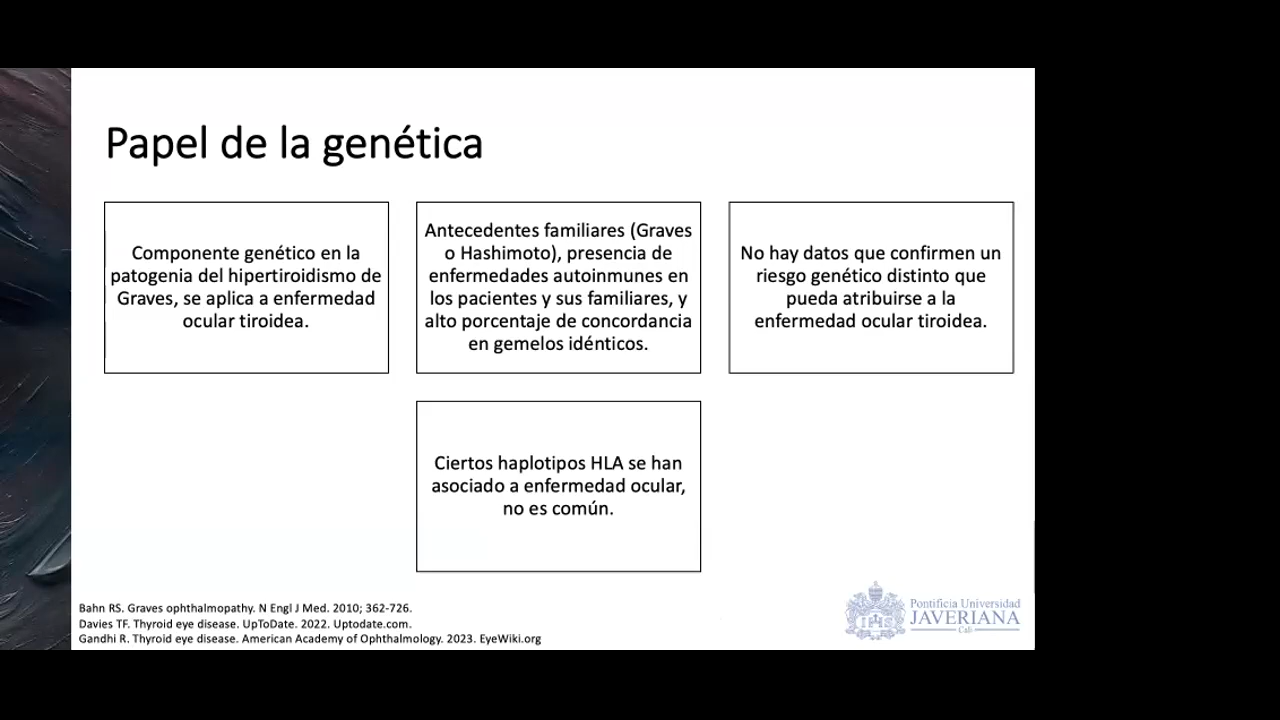 Papel de la genética
Componente genético en la
patogenia del hipertiroidismo de
Graves, se aplica a enfermedad
ocular tiroidea.
Antecedentes familiares (Graves
o Hashimoto), presencia de
enfermedades autoinmunes en
los pacientes y sus familiares, y
alto porcentaje de concordancia
en gemelos idénticos.
No hay datos que confirmen un
riesgo genético distinto que
pueda atribuirse a la
enfermedad ocular tiroidea.
Ciertos haplotipos HLA se han
asociado a enfermedad ocular,
no es común.
Bahn RS. Graves ophthalmopathy. N Engl J Med. 2010; 362-726.
Davies TF. Thyroid eye disease. UpToDate. 2022. Uptodate.com.
Gandhi R. Thyroid eye disease. American Academy of Ophthalmology. 2023. EyeWiki.org
IHS
Pontificia Universidad
JAVERIANA
Cali